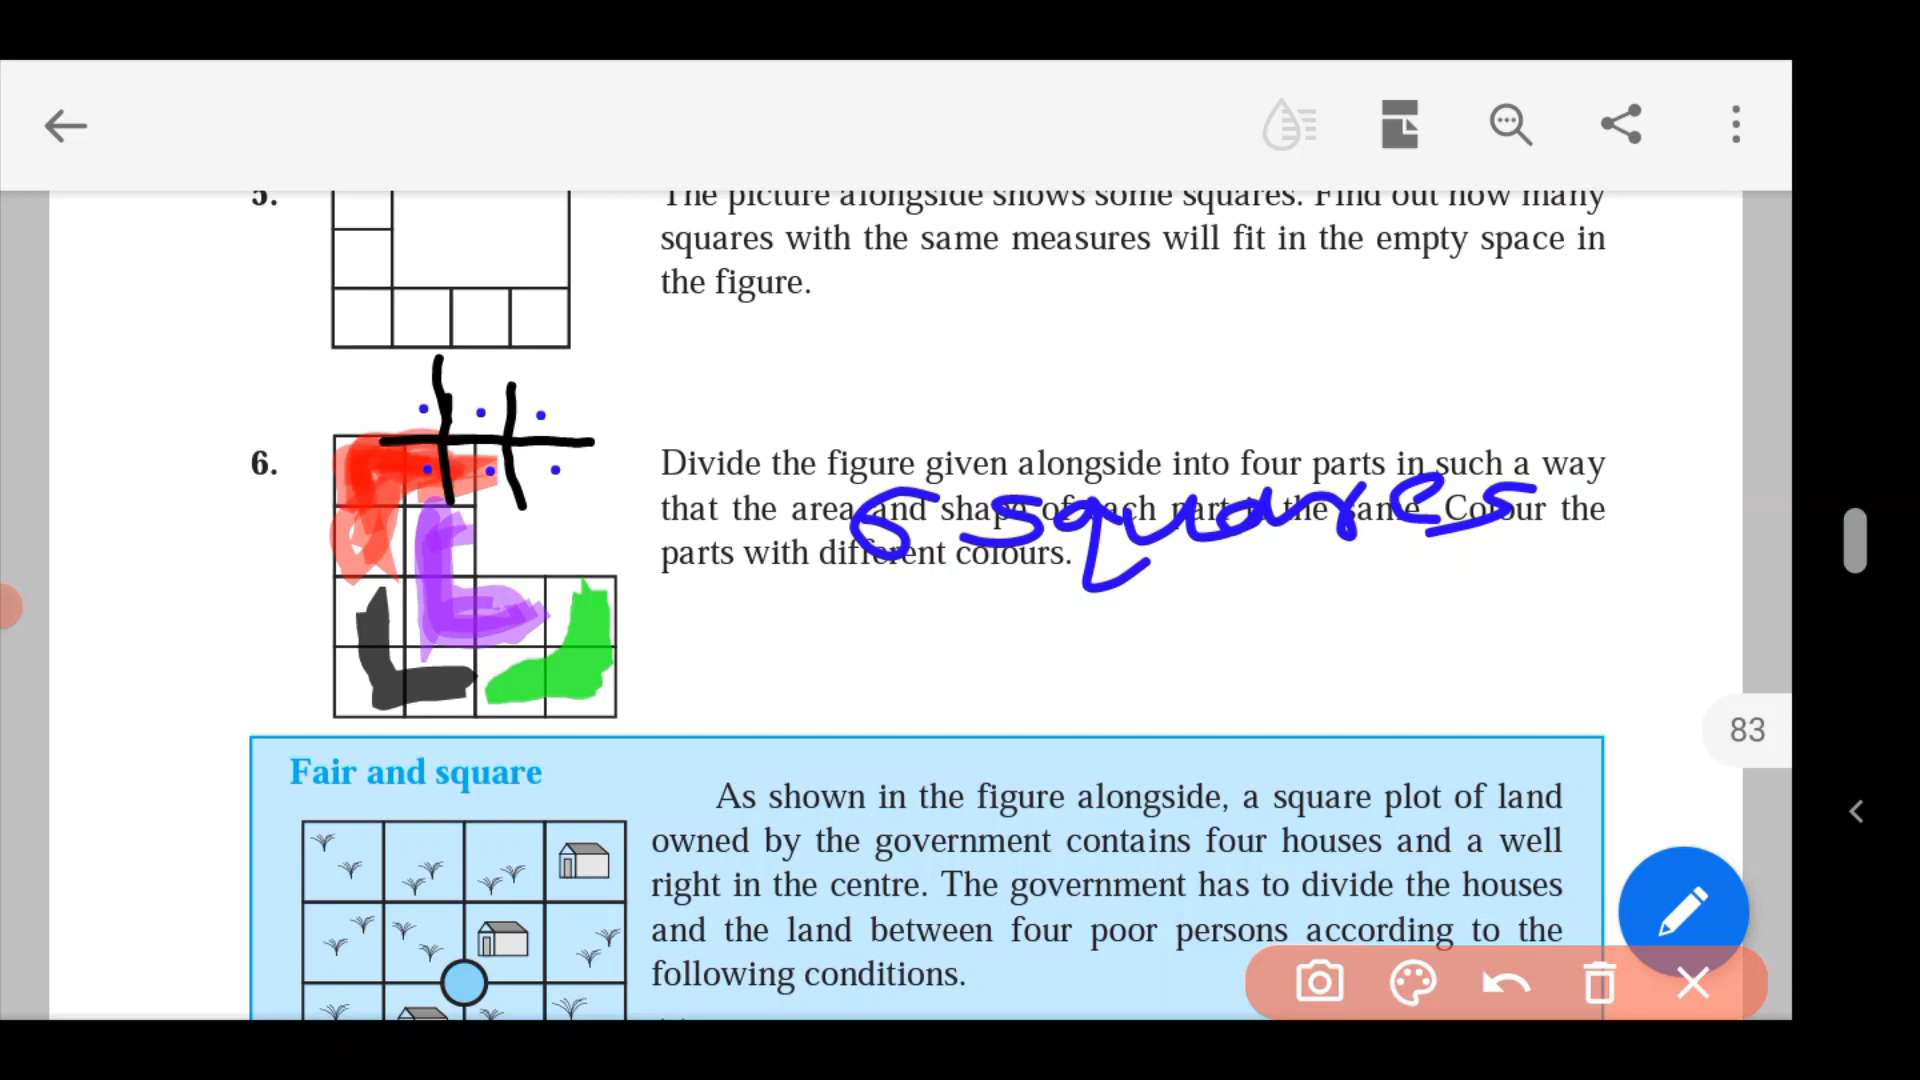 5.
The picture alongside shows some squares. Find out how many
squares with the same measures will fit in the empty space in
the figure.
6.
Divide the figure given alongside into four parts in such a way
that the area and shape of each part is the same. Colour the
parts with different colours.
6 squares
83
Fair and square
As shown in the figure alongside, a square plot of land
owned by the government contains four houses and a well
right in the centre. The government has to divide the houses
and the land between four poor persons according to the
following conditions.